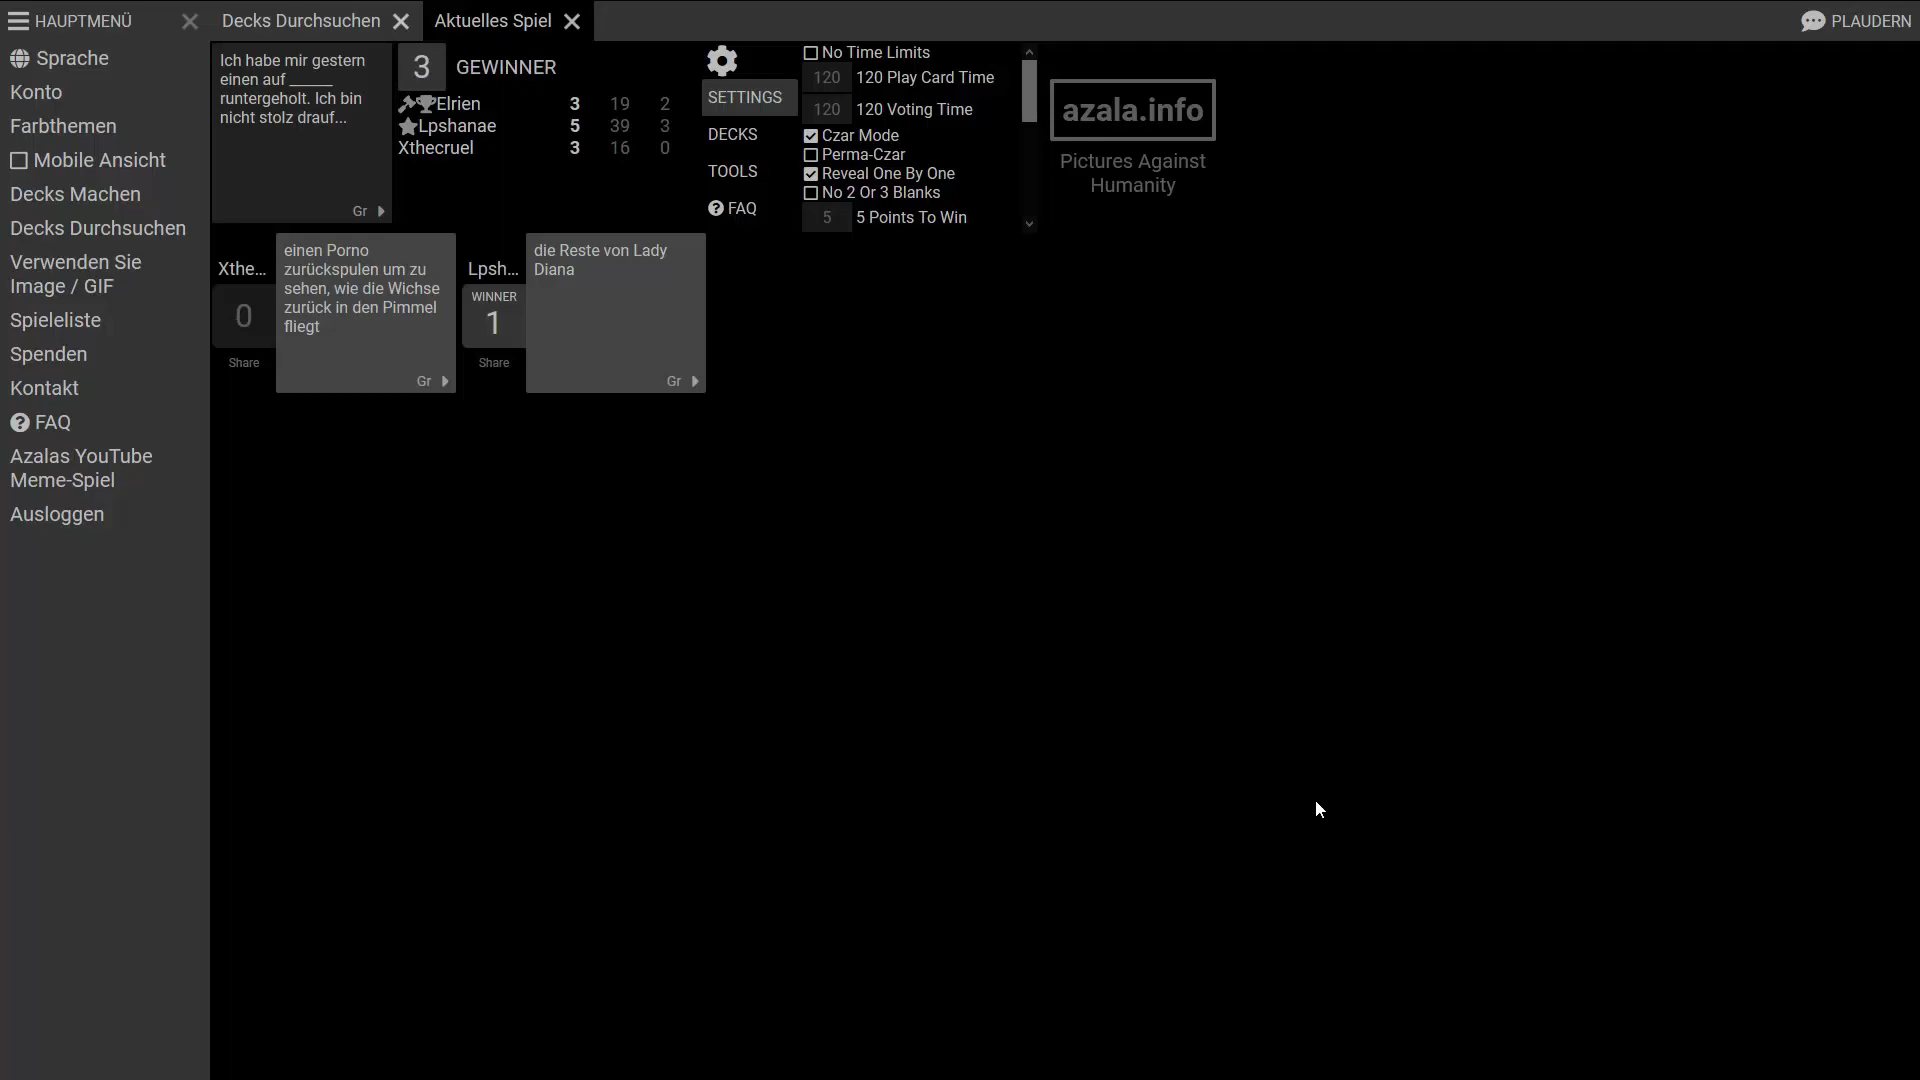 HAUPTMENÜ
Decks Durchsuchen
Aktuelles Spiel
PLAUDERN
Sprache
Konto
Farbthemen
Mobile Ansicht
Decks Machen
Decks Durchsuchen
Verwenden Sie
Image / GIF
Spieleliste
Spenden
Kontakt
FAQ
Azalas YouTube
Meme-Spiel
Ausloggen
Ich habe mir gestern
einen auf _____
runtergeholt. Ich bin
nicht stolz drauf...
Gr
3 GEWINNER
Elrien 3 19 2
Lpshanae 5 39 3
Xthecruel 3 16 0
SETTINGS
DECKS
TOOLS
FAQ
No Time Limits
120 120 Play Card Time
120 120 Voting Time
Czar Mode
Perma-Czar
Reveal One By One
No 2 Or 3 Blanks
5 5 Points To Win
azala.info
Pictures Against
Humanity
Xthe...
0
Share
einen Porno
zurückspulen um zu
sehen, wie die Wichse
zurück in den Pimmel
fliegt
Gr
Lpsh...
WINNER
1
Share
die Reste von Lady
Diana
Gr